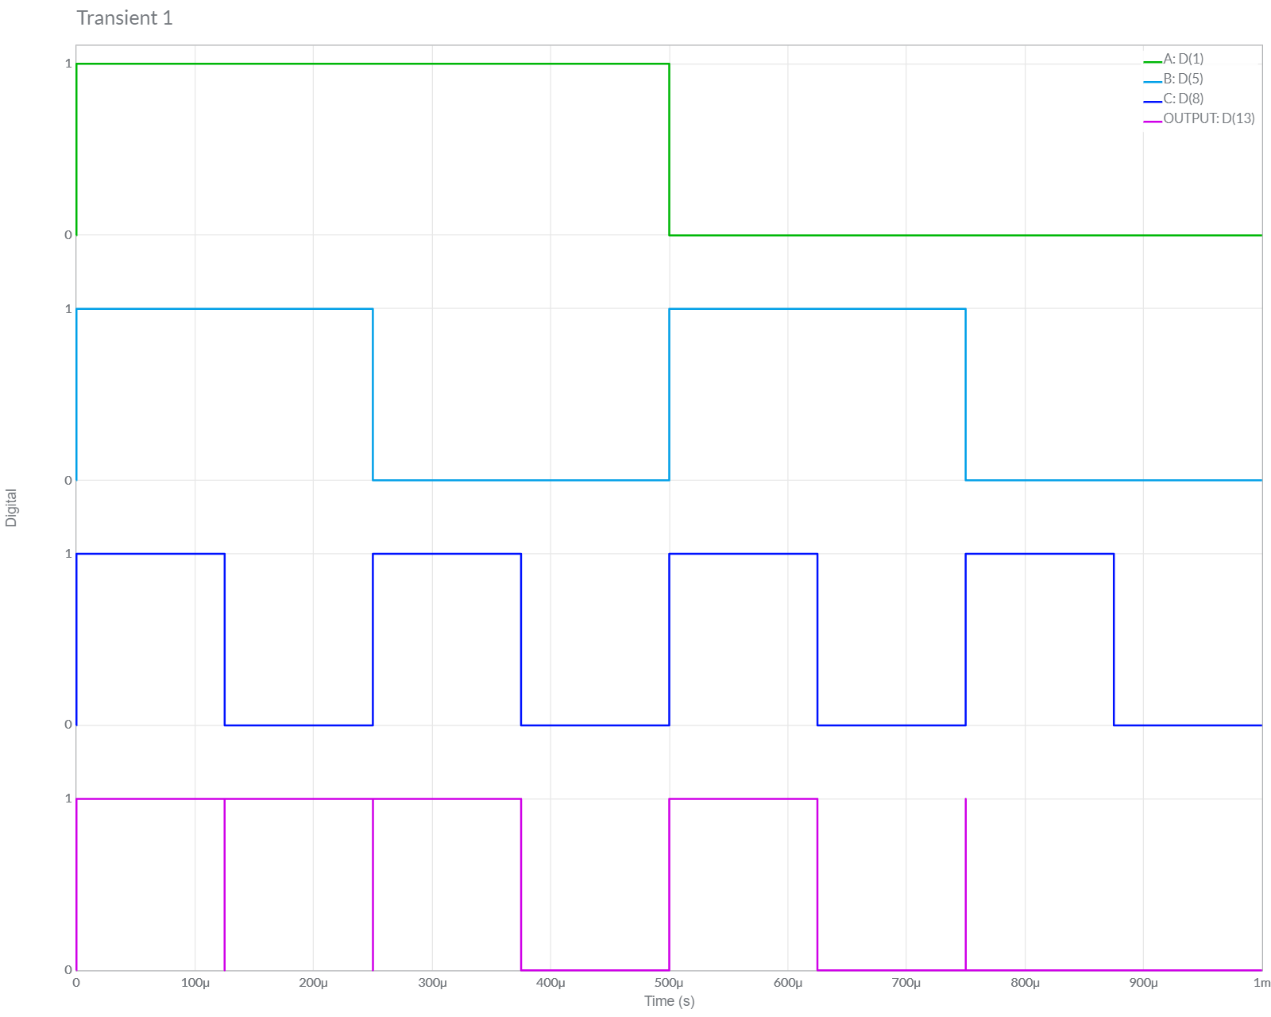 Transient 1
A: D(1)
B: D(5)
C: D(8)
OUTPUT: D(13)
1
0
1
0
Digital
1
0
1
0
0 100µ 200µ 300µ 400µ 500µ 600µ 700µ 800µ 900µ 1m
Time (s)